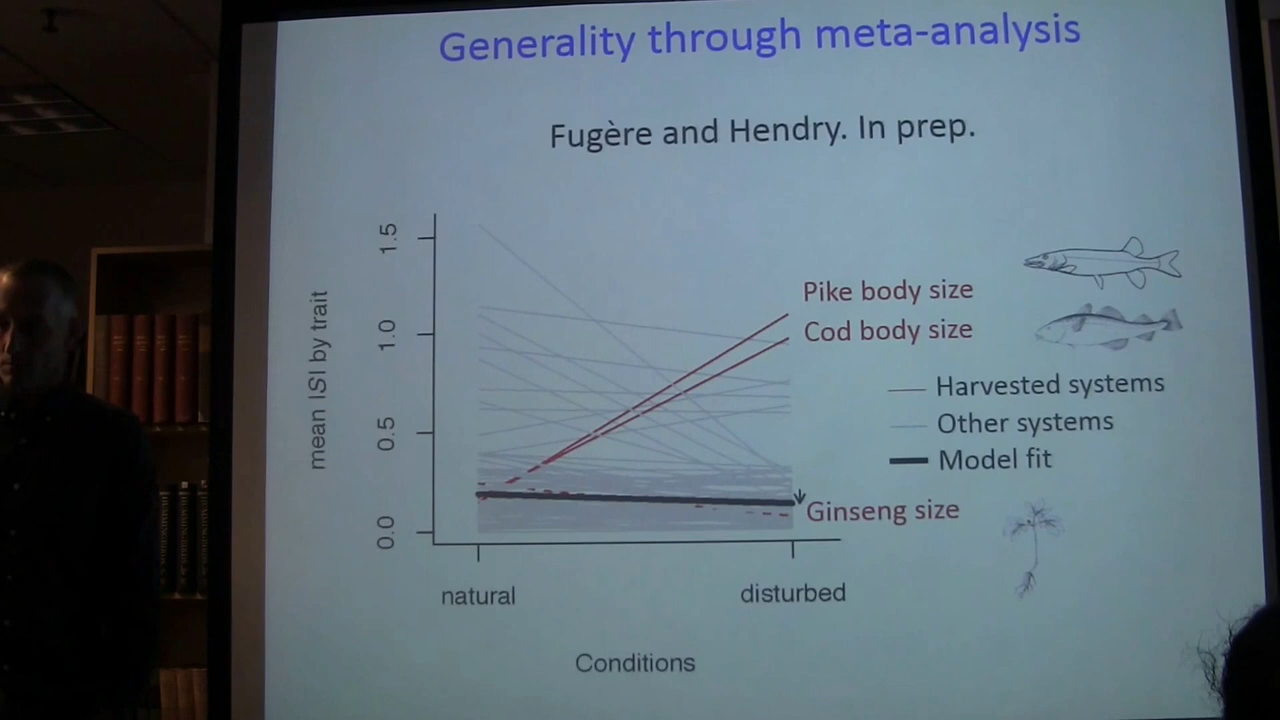 Generality through meta-analysis
Fugère and Hendry. In prep.
mean |S| by trait
1.5
1.0
0.5
0.0
Pike body size
Cod body size
Harvested systems
Other systems
Model fit
Ginseng size
natural
disturbed
Conditions